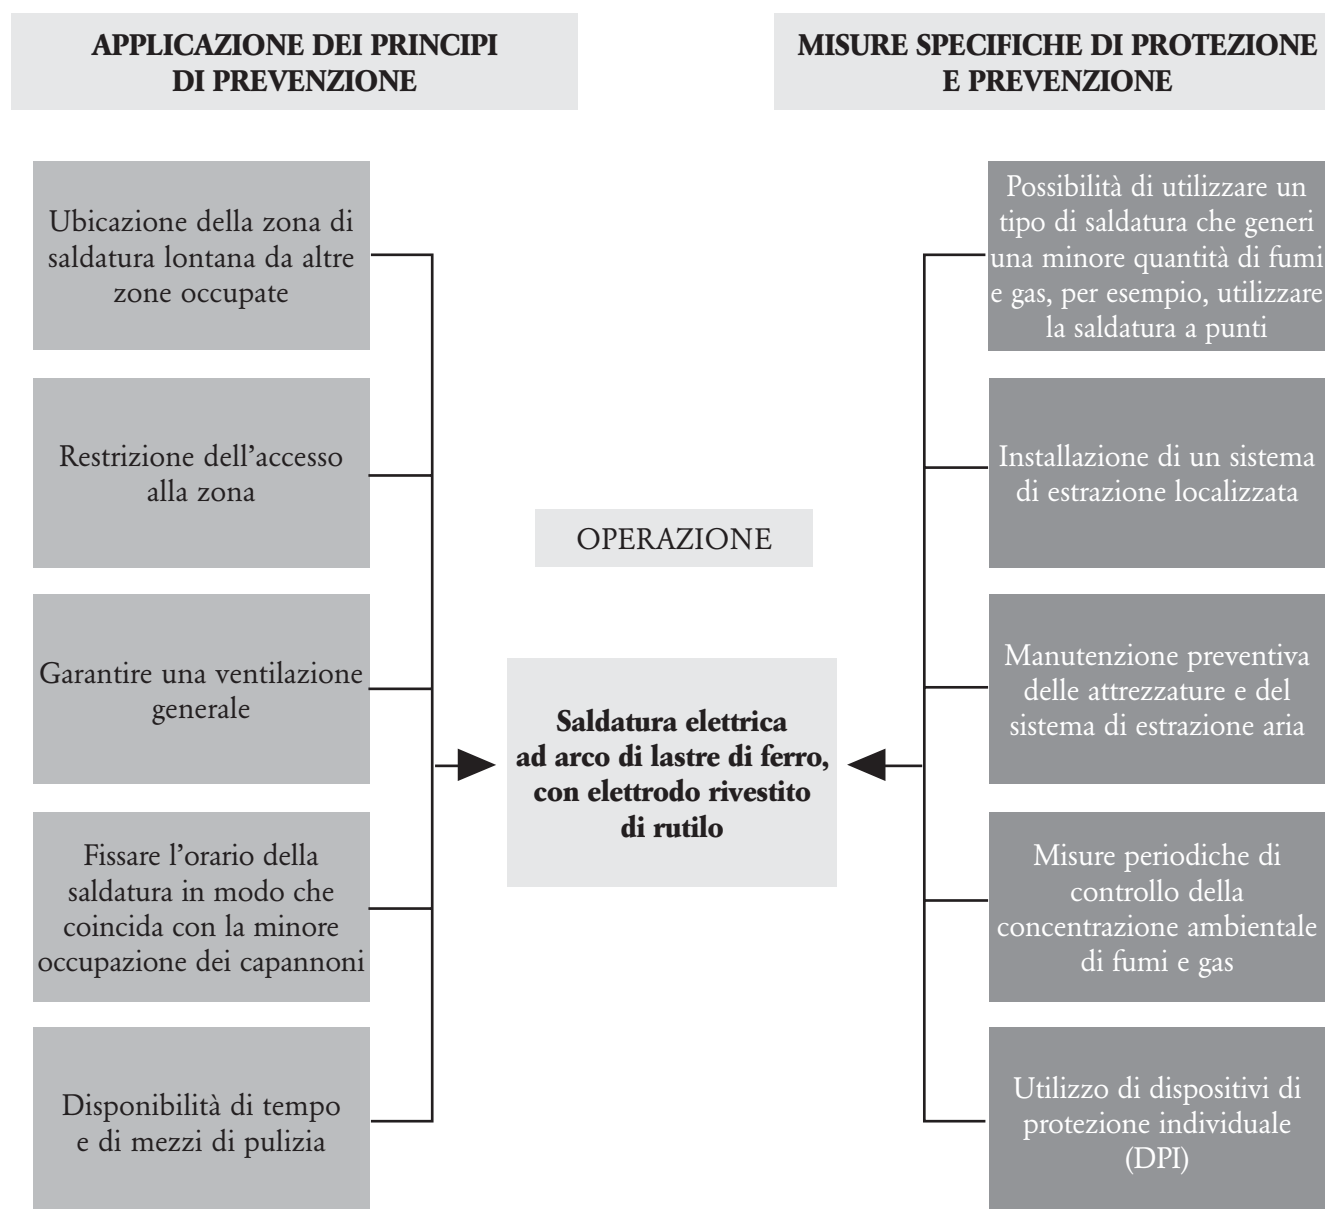 APPLICAZIONE DEI PRINCIPI
DI PREVENZIONE
MISURE SPECIFICHE DI PROTEZIONE
E PREVENZIONE
Ubicazione della zona di
saldatura lontana da altre
zone occupate
Restrizione dell’accesso
alla zona
Garantire una ventilazione
generale
Fissare l’orario della
saldatura in modo che
coincida con la minore
occupazione dei capannoni
Disponibilità di tempo
e di mezzi di pulizia
OPERAZIONE
Saldatura elettrica
ad arco di lastre di ferro,
con elettrodo rivestito
di rutilo
Possibilità di utilizzare un
tipo di saldatura che generi
una minore quantità di fumi
e gas, per esempio, utilizzare
la saldatura a punti
Installazione di un sistema
di estrazione localizzata
Manutenzione preventiva
delle attrezzature e del
sistema di estrazione aria
Misure periodiche di
controllo della
concentrazione ambientale
di fumi e gas
Utilizzo di dispositivi di
protezione individuale
(DPI)